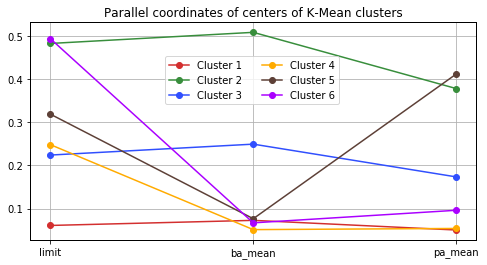 Parallel coordinates of centers of K-Mean clusters
0.5
0.4
0.3
0.2
0.1
Cluster 1
Cluster 2
Cluster 3
Cluster 4
Cluster 5
Cluster 6
limit
ba_mean
pa_mean